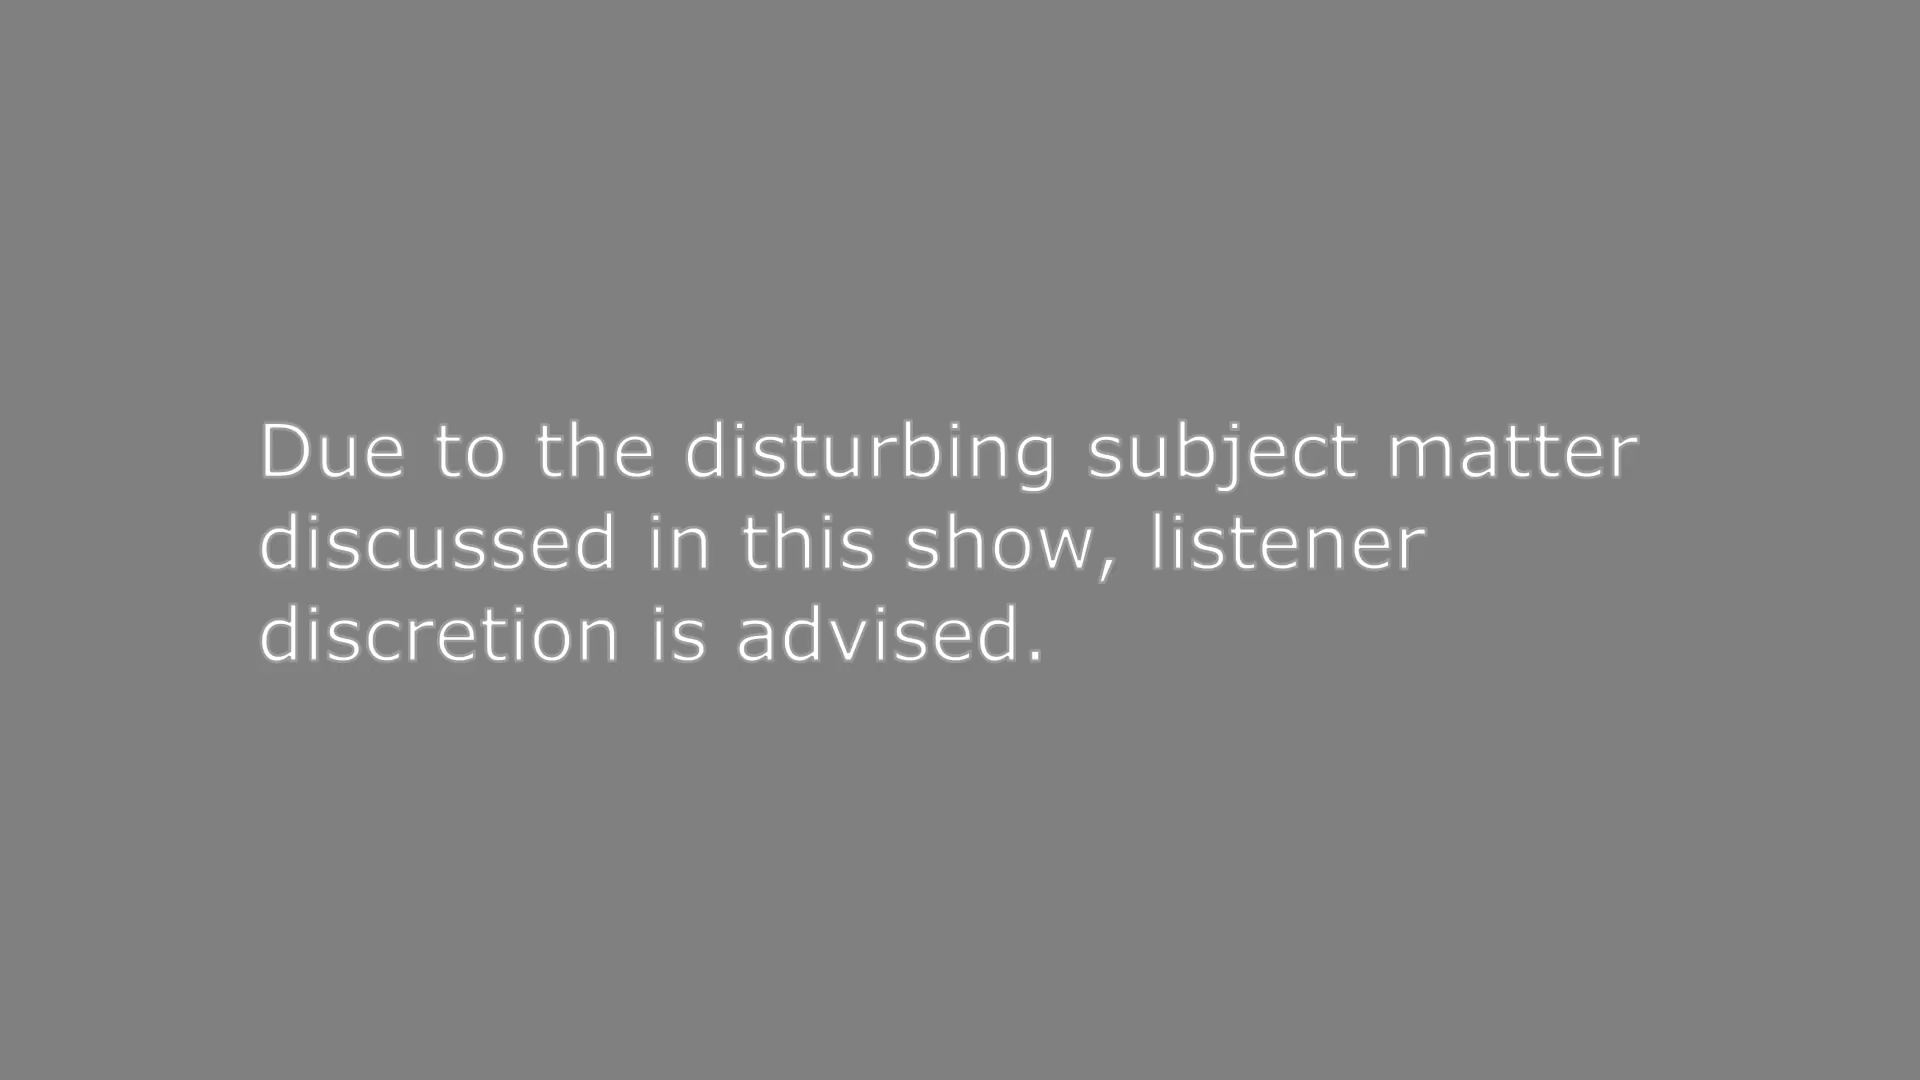 Due to the disturbing subject matter
discussed in this show, listener
discretion is advised.